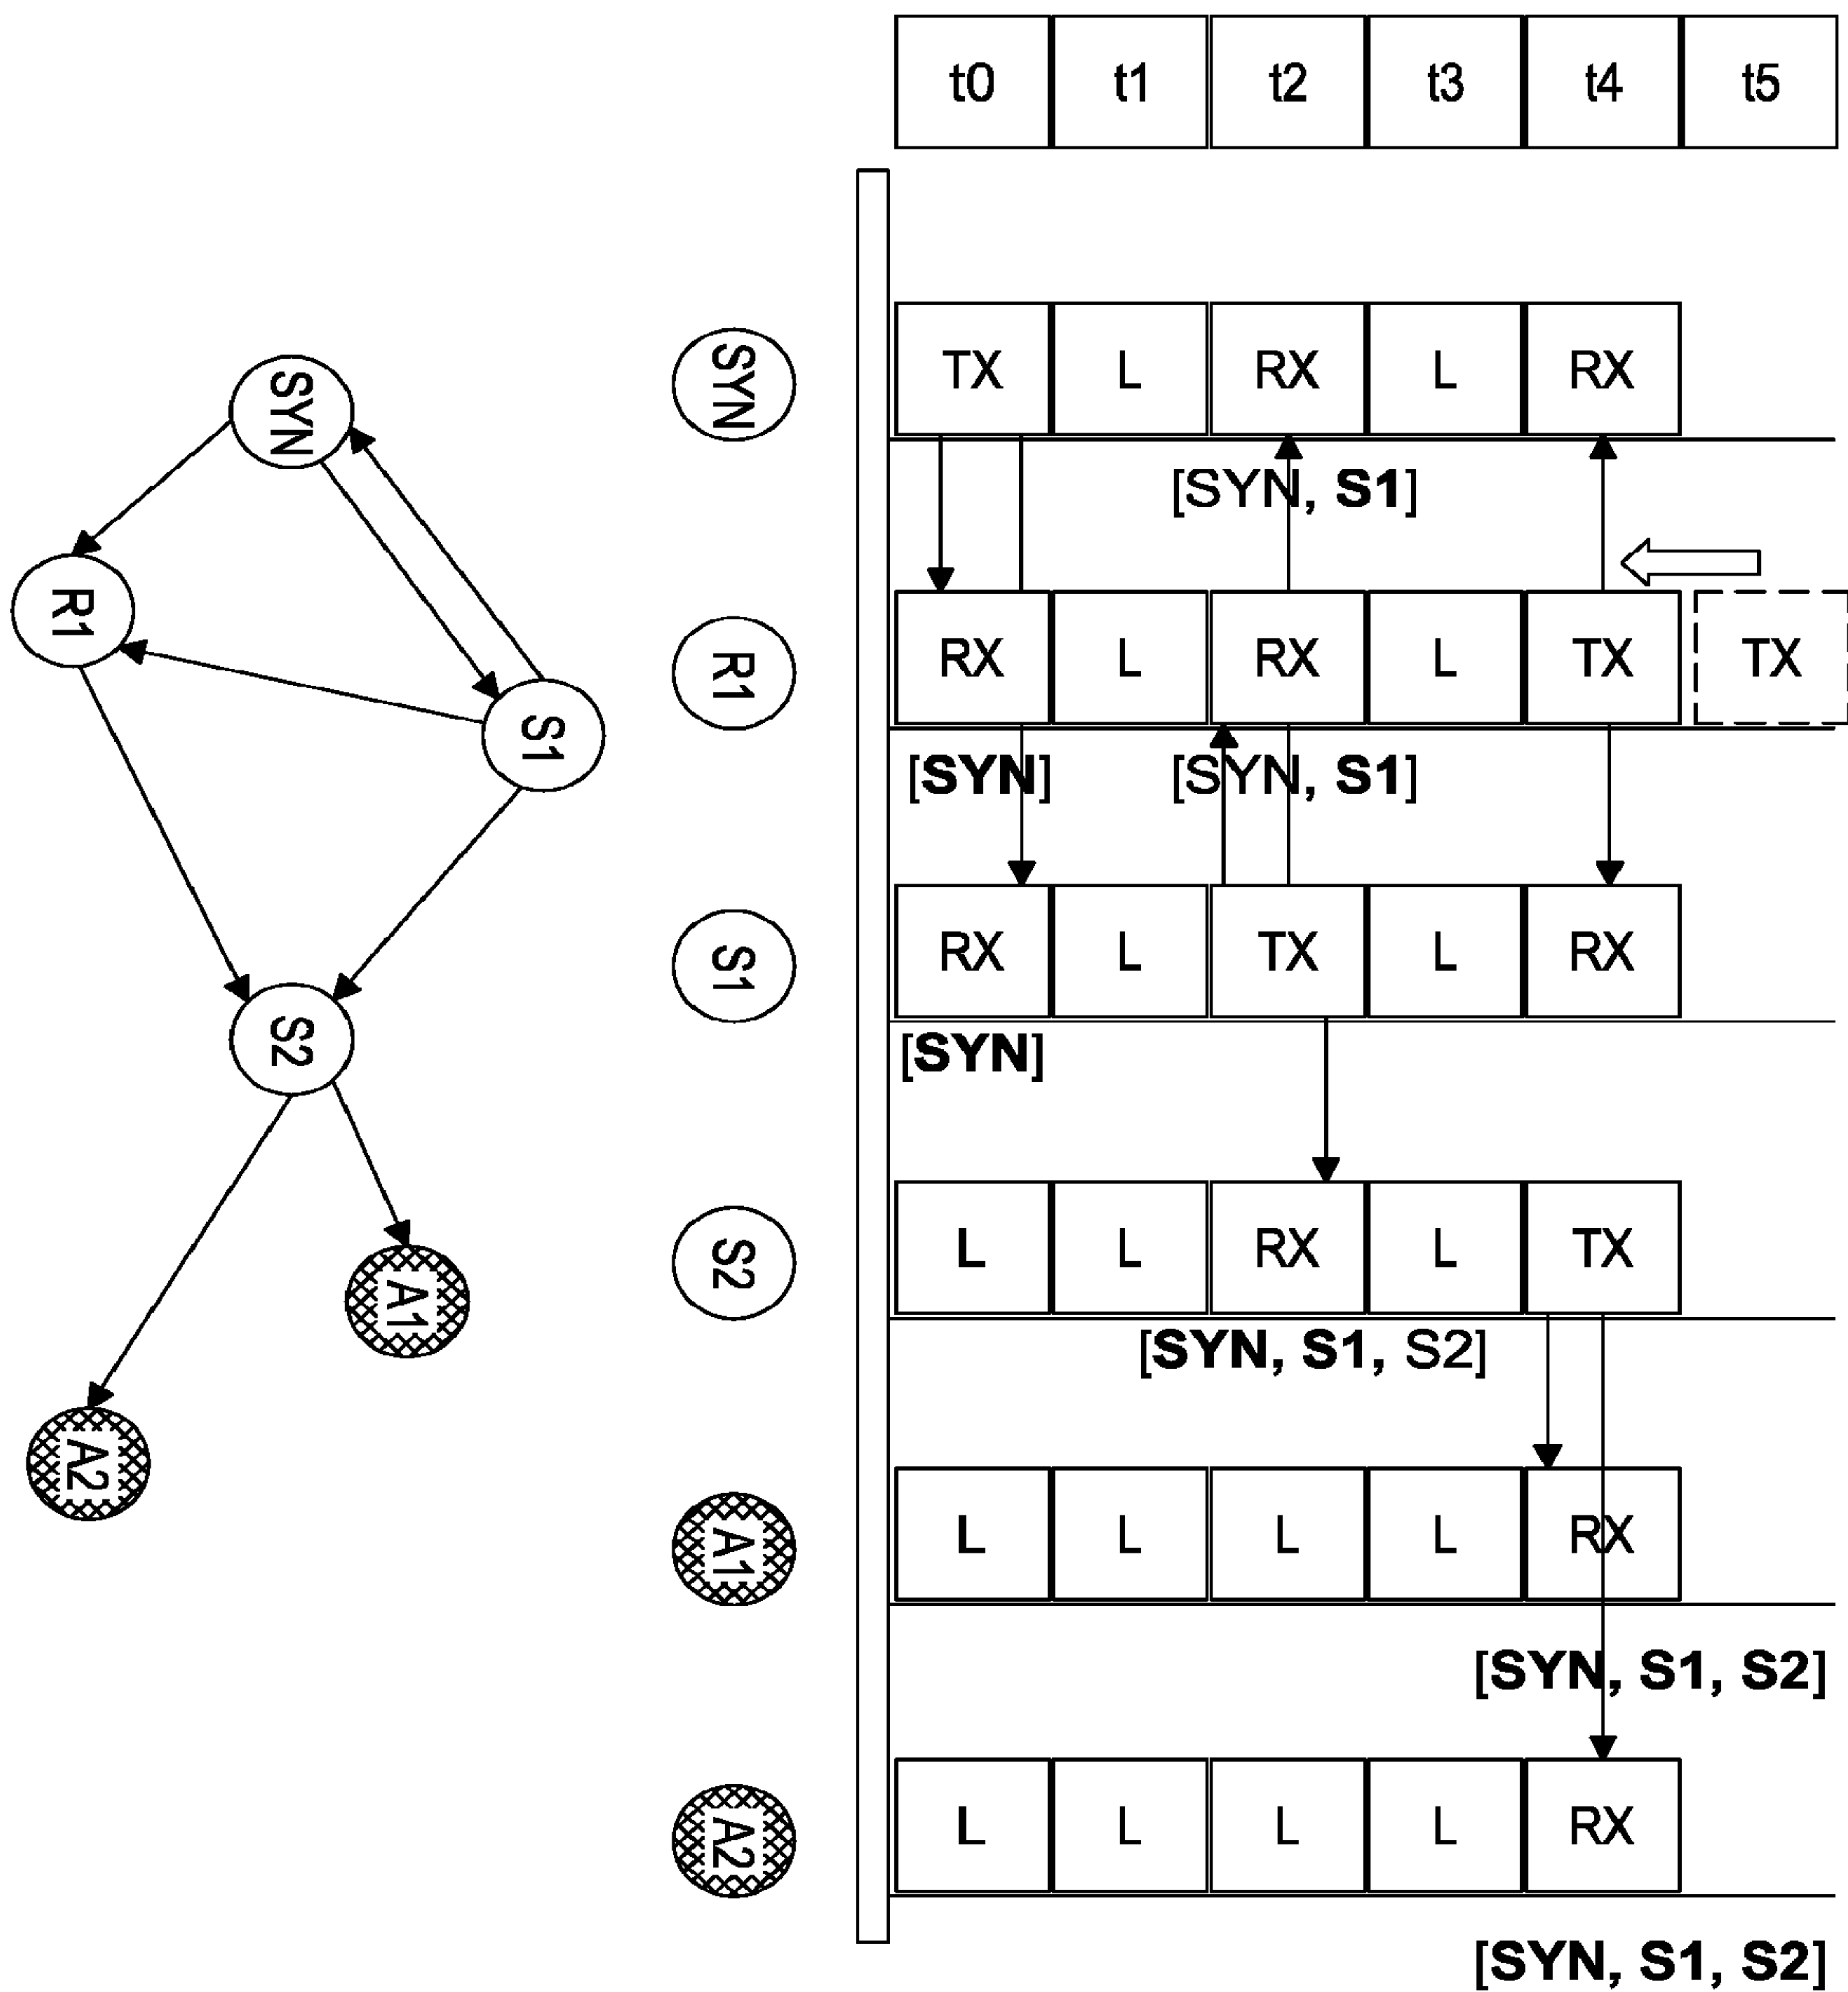 t0 t1 t2 t3 t4 t5
SYN TX L RX L RX
[SYN, S1]
SYN
R1
R1 RX L RX L TX TX
[SYN] [SYN, S1]
S1
S1 RX L TX L RX
[SYN]
S2
S2 L L RX L TX
[SYN, S1, S2]
A1
A1 L L L L RX
A2
[SYN, S1, S2]
A2 L L L L RX
[SYN, S1, S2]